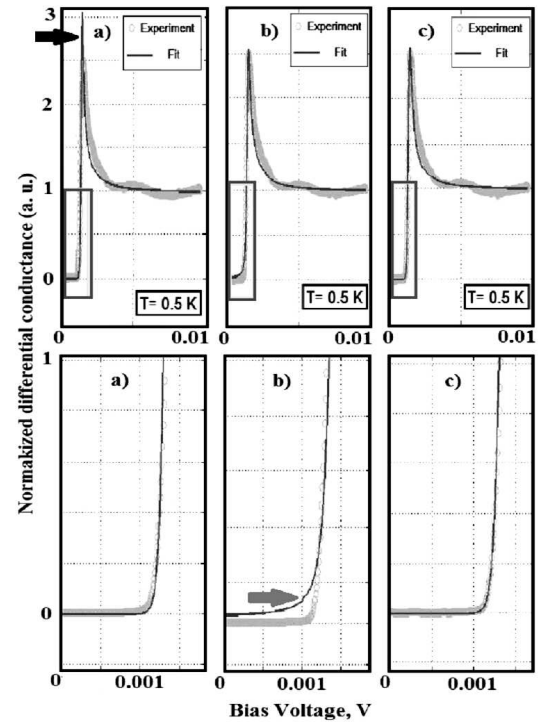 3
2
1
0
Normakized differential conductance (a. u.)
a)
Experiment
Fit
T= 0.5 K
0
0.01
b)
Experiment
Fit
T= 0.5 K
0
0.01
c)
Experiment
Fit
T= 0.5 K
0
0.01
1
0
a)
0
0.001
b)
0
0.001
c)
0
0.001
Bias Voltage, V